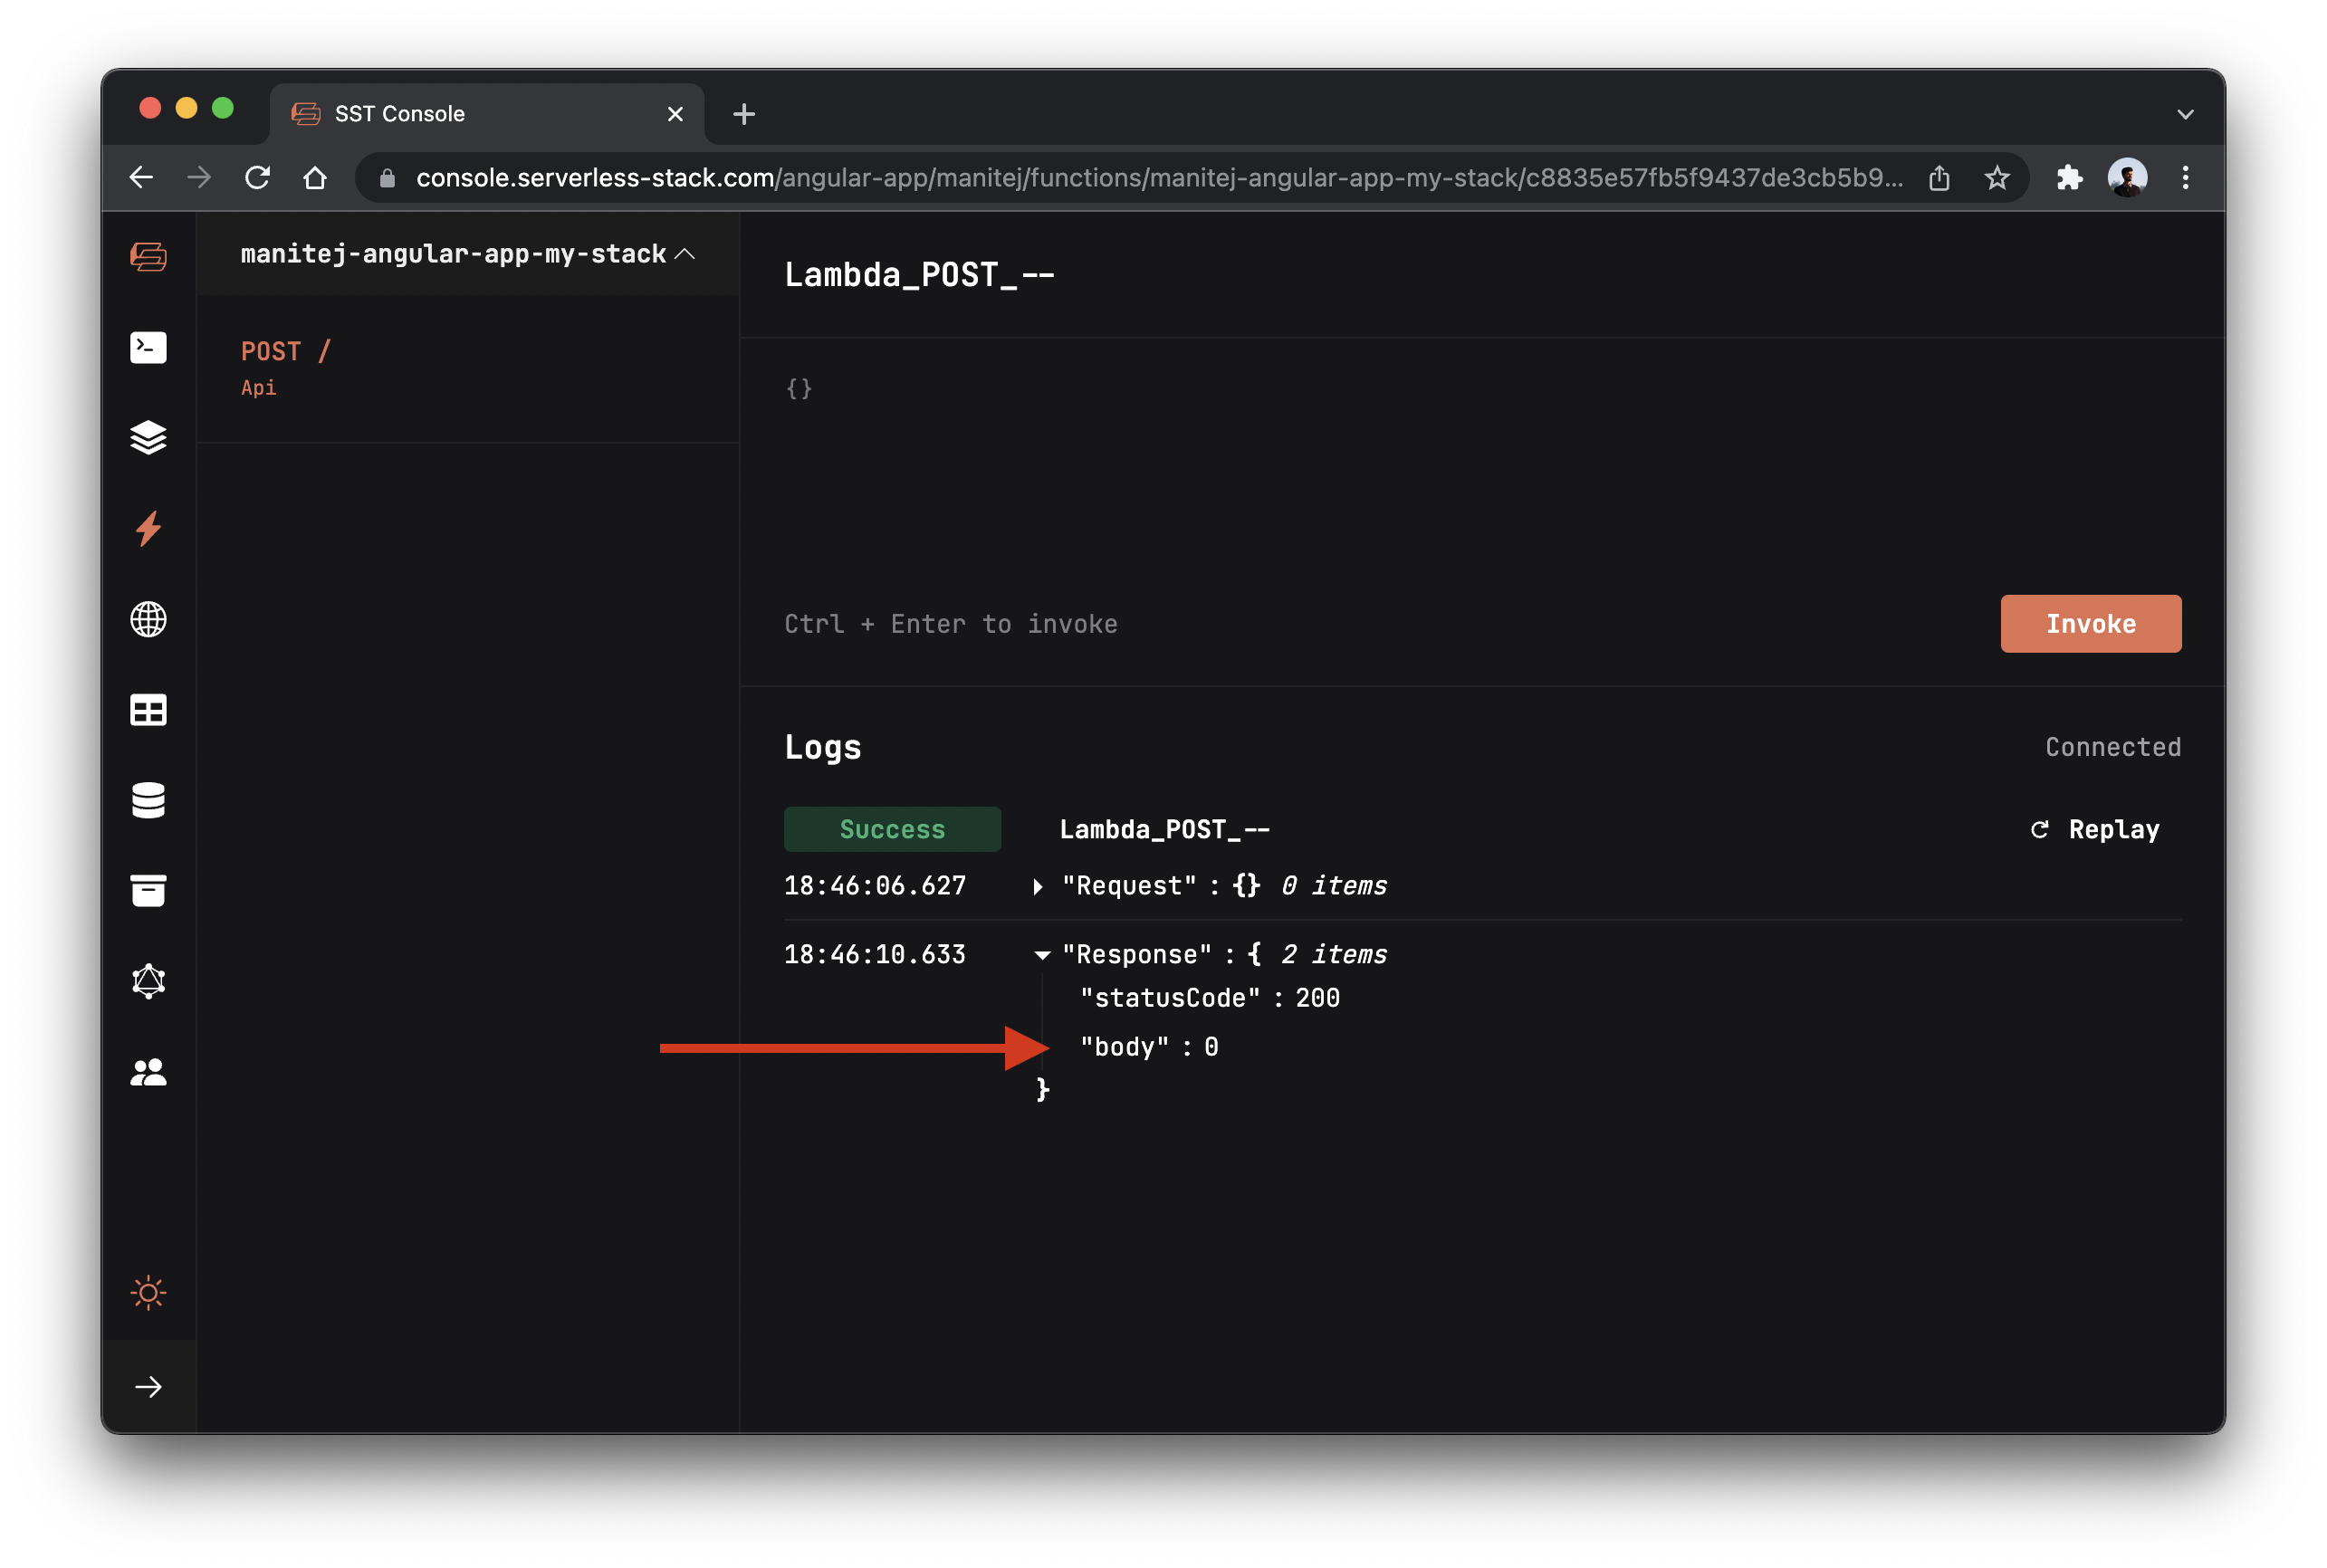 SST Console
console.serverless-stack.com/angular-app/manitej/functions/manitej-angular-app-my-stack/c8835e57fb5f9437de3cb5b9...
manitej-angular-app-my-stack
POST /
Api
Lambda_POST_--
{}
Ctrl + Enter to invoke
Invoke
Logs
Connected
Success Lambda_POST_-- Replay
18:46:06.627 "Request" : {} 0 items
18:46:10.633 "Response" : { 2 items
"statusCode" : 200
"body" : 0
}